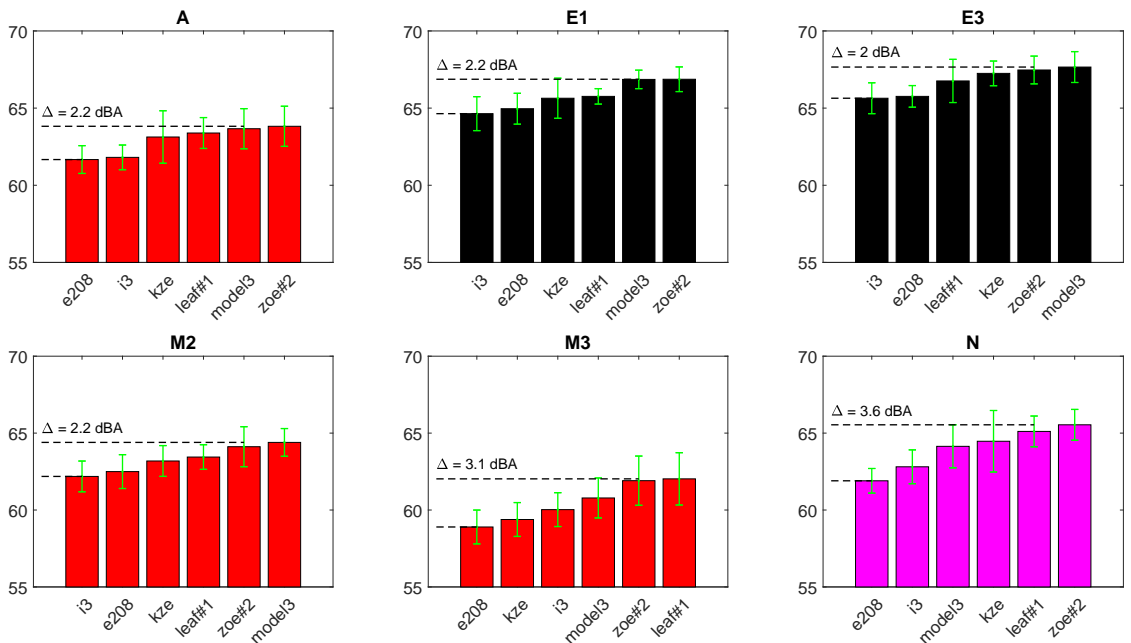 A
70
65
60
55
Δ = 2.2 dBA
e208
i3
kze
leaf#1
model3
zoe#2
E1
70
65
60
55
Δ = 2.2 dBA
i3
e208
kze
leaf#1
model3
zoe#2
E3
70
65
60
55
Δ = 2 dBA
i3
e208
leaf#1
kze
zoe#2
model3
M2
70
65
60
55
Δ = 2.2 dBA
i3
e208
kze
leaf#1
zoe#2
model3
M3
70
65
60
55
Δ = 3.1 dBA
e208
kze
i3
model3
zoe#2
leaf#1
N
70
65
60
55
Δ = 3.6 dBA
e208
i3
model3
kze
leaf#1
zoe#2